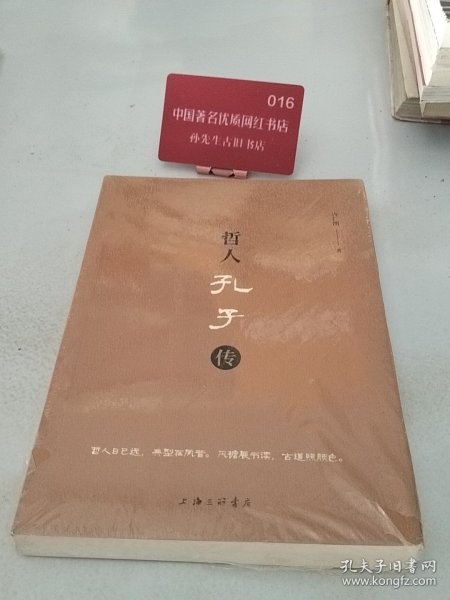 016
中国著名优质网红书店
孙先生古旧书店
哲人
孔子
传
著
哲人日已远，典型在夙昔。风檐展书读，古道照颜色。
上海三联书店
孔夫子旧书网
www.kongfz.com